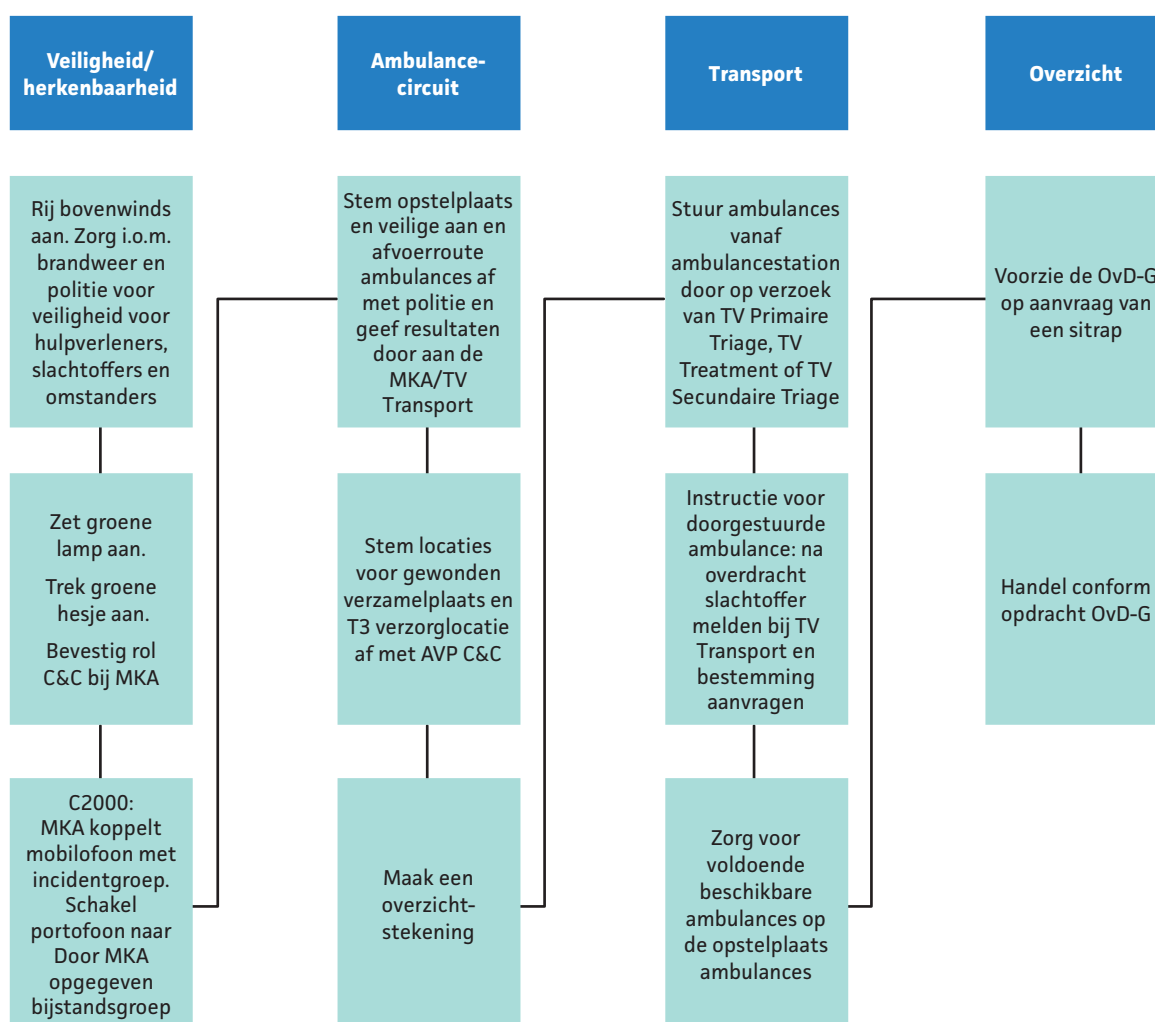 Veiligheid/
herkenbaarheid
Rij bovenwinds
aan. Zorg i.o.m.
brandweer en
politie voor
veiligheid voor
hulpverleners,
slachtoffers en
omstanders
Zet groene
lamp aan.
Trek groene
hesje aan.
Bevestig rol
C&C bij MKA
C2000:
MKA koppelt
mobilofoon met
incidentgroep.
Schakel
portofoon naar
Door MKA
opgegeven
bijstandsgroep
Ambulance-
circuit
Stem opstelplaats
en veilige aan en
afvoerroute
ambulances af
met politie en
geef resultaten
door aan de
MKA/TV
Transport
Stem locaties
voor gewonden
verzamelplaats en
T3 verzorglocatie
af met AVP C&C
Maak een
overzicht-
stekening
Transport
Stuur ambulances
vanaf
ambulancestation
door op verzoek
van TV Primaire
Triage, TV
Treatment of TV
Secundaire Triage
Instructie voor
doorgestuurde
ambulance: na
overdracht
slachtoffer
melden bij TV
Transport en
bestemming
aanvragen
Zorg voor
voldoende
beschikbare
ambulances op
de opstelplaats
ambulances
Overzicht
Voorzie de OvD-G
op aanvraag van
een sitrap
Handel conform
opdracht OvD-G